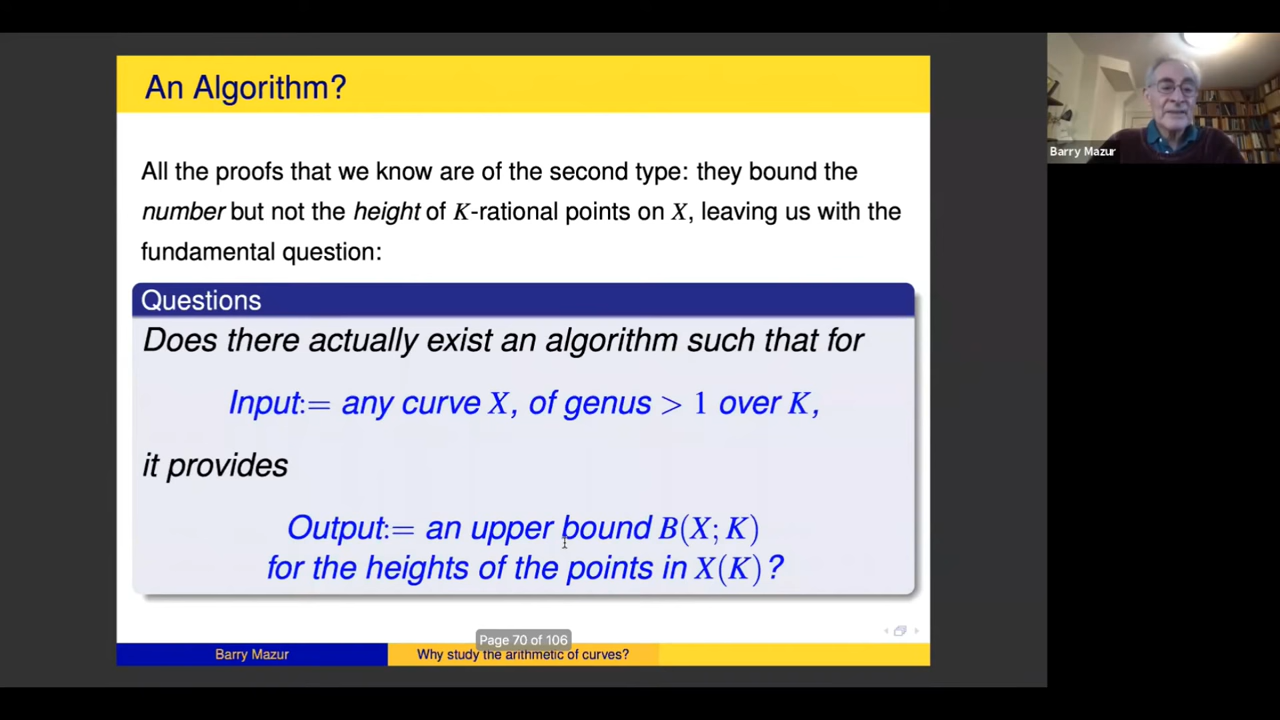 An Algorithm?
All the proofs that we know are of the second type: they bound the
number but not the height of K-rational points on X, leaving us with the
fundamental question:
Questions
Does there actually exist an algorithm such that for
Input:= any curve X, of genus > 1 over K,
it provides
Output:= an upper bound B(X; K)
for the heights of the points in X(K)?
Page 70 of 106
Barry Mazur
Why study the arithmetic of curves?
Barry Mazur